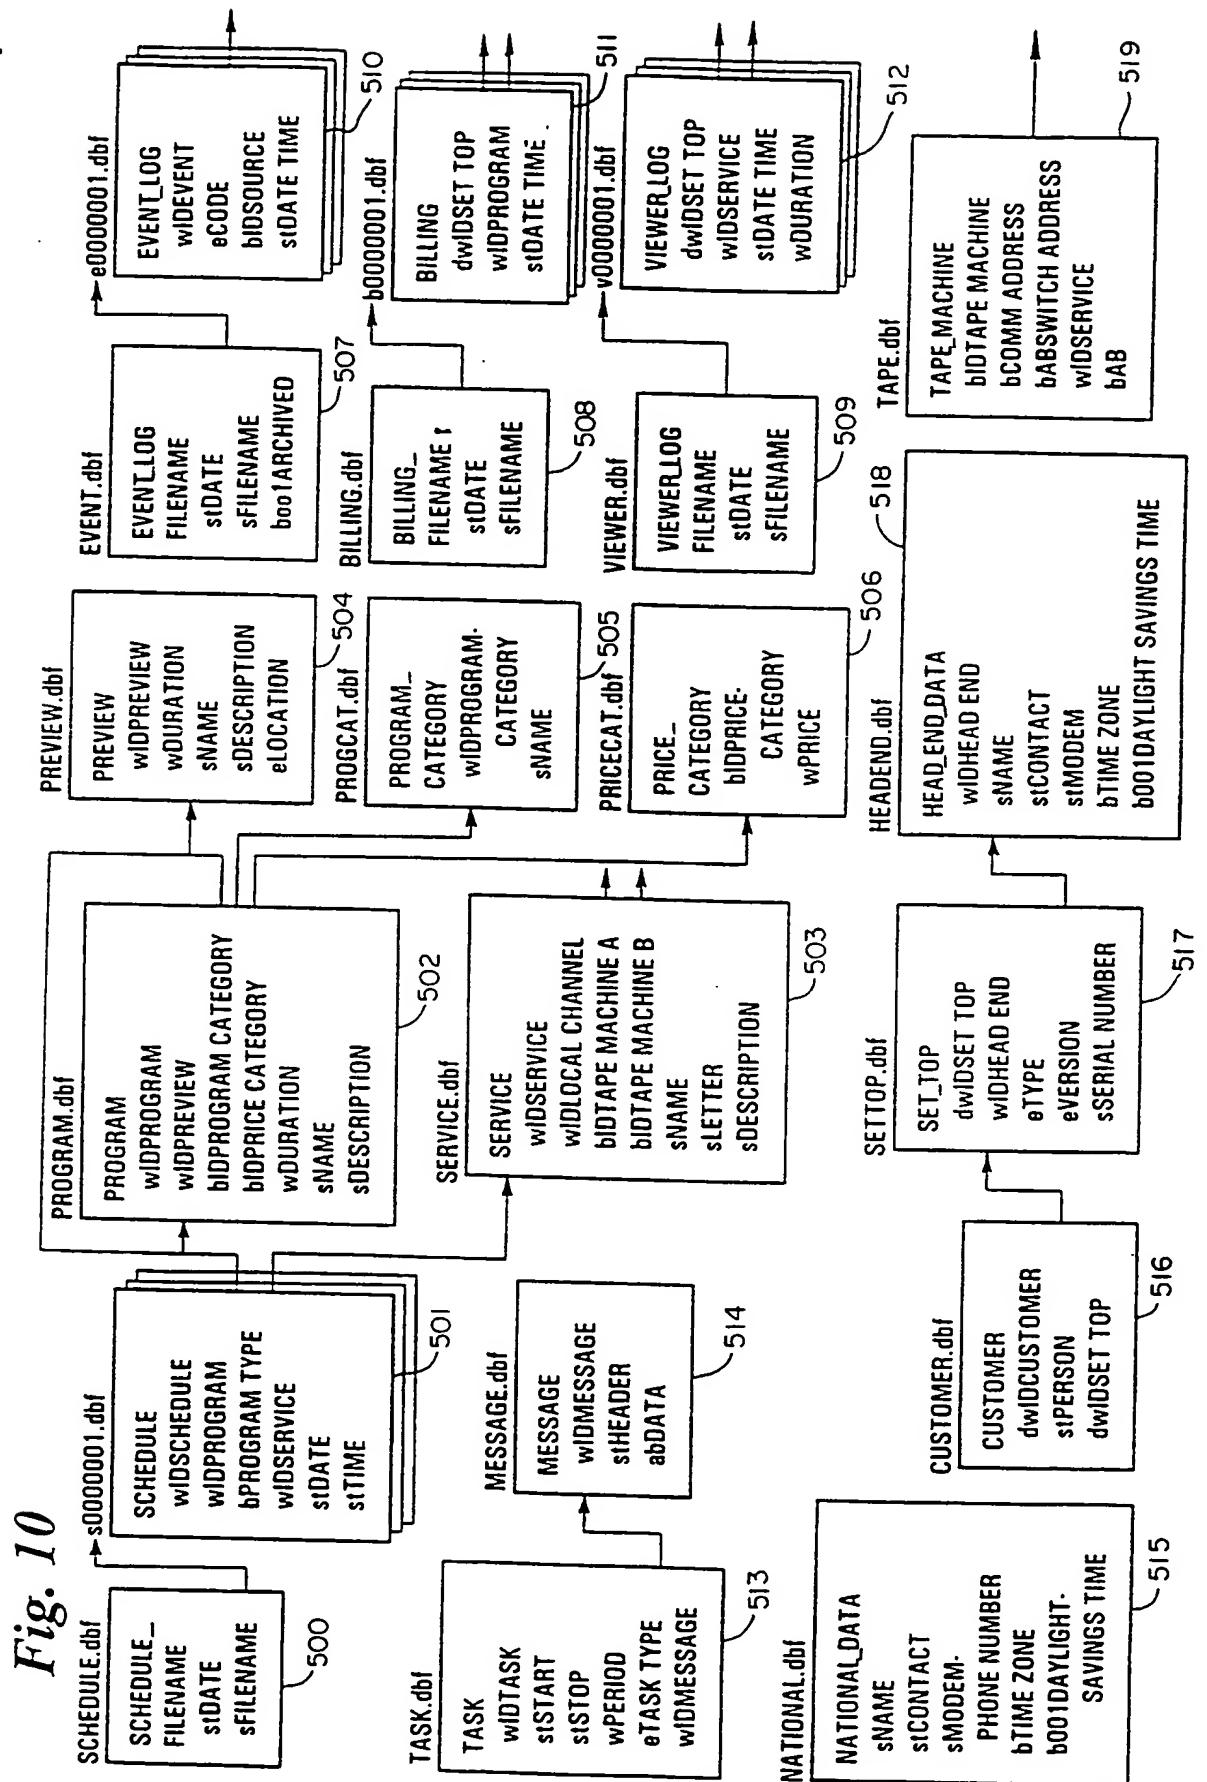 Fig. 10
SCHEDULE.dbf
SCHEDULE_
FILENAME
stDATE
sFILENAME
500
s0000001.dbf
SCHEDULE
wIDSCHEDULE
wIDPROGRAM
bPROGRAM TYPE
wIDSERVICE
stDATE
stTIME
501
PROGRAM.dbf
PROGRAM
wIDPROGRAM
wIDPREVIEW
bIDPROGRAM CATEGORY
bIDPRICE CATEGORY
wDURATION
sNAME
sDESCRIPTION
502
PREVIEW.dbf
PREVIEW
wIDPREVIEW
wDURATION
sNAME
sDESCRIPTION
eLOCATION
504
EVENT.dbf
EVENT_LOG
FILENAME
stDATE
sFILENAME
boo1ARCHIVED
507
e0000001.dbf
EVENT_LOG
wIDEVENT
eCODE
bIDSOURCE
stDATE TIME
510
PROGCAT.dbf
PROGRAM_
CATEGORY
wIDPROGRAM-
CATEGORY
sNAME
505
BILLING.dbf
BILLING_
FILENAME
stDATE
sFILENAME
508
b0000001.dbf
BILLING
dwIDSET TOP
wIDPROGRAM
stDATE TIME
511
TASK.dbf
TASK
wIDTASK
stSTART
stSTOP
wPERIOD
eTASK TYPE
wIDMESSAGE
513
MESSAGE.dbf
MESSAGE
wIDMESSAGE
stHEADER
abDATA
514
SERVICE.dbf
SERVICE
wIDSERVICE
wIDLOCAL CHANNEL
bIDTAPE MACHINE A
bIDTAPE MACHINE B
sNAME
sLETTER
sDESCRIPTION
503
PRICECAT.dbf
PRICE_
CATEGORY
bIDPRICE-
CATEGORY
wPRICE
506
VIEWER.dbf
VIEWER_LOG
FILENAME
stDATE
sFILENAME
509
v0000001.dbf
VIEWER_LOG
dwIDSET TOP
wIDSERVICE
stDATE TIME
wDURATION
512
NATIONAL.dbf
NATIONAL_DATA
sNAME
stCONTACT
sMODEM-
PHONE NUMBER
bTIME ZONE
b001DAYLIGHT-
SAVINGS TIME
515
CUSTOMER.dbf
CUSTOMER
dwIDCUSTOMER
stPERSON
dwIDSET TOP
516
SETTOP.dbf
SET_TOP
dwIDSET TOP
wIDHEAD END
eTYPE
eVERSION
sSERIAL NUMBER
517
HEADEND.dbf
HEAD_END_DATA
wIDHEAD END
sNAME
stCONTACT
stMODEM
bTIME ZONE
b001DAYLIGHT SAVINGS TIME
518
TAPE.dbf
TAPE_MACHINE
bIDTAPE MACHINE
bCOMM ADDRESS
bABSWITCH ADDRESS
wIDSERVICE
bAB
519